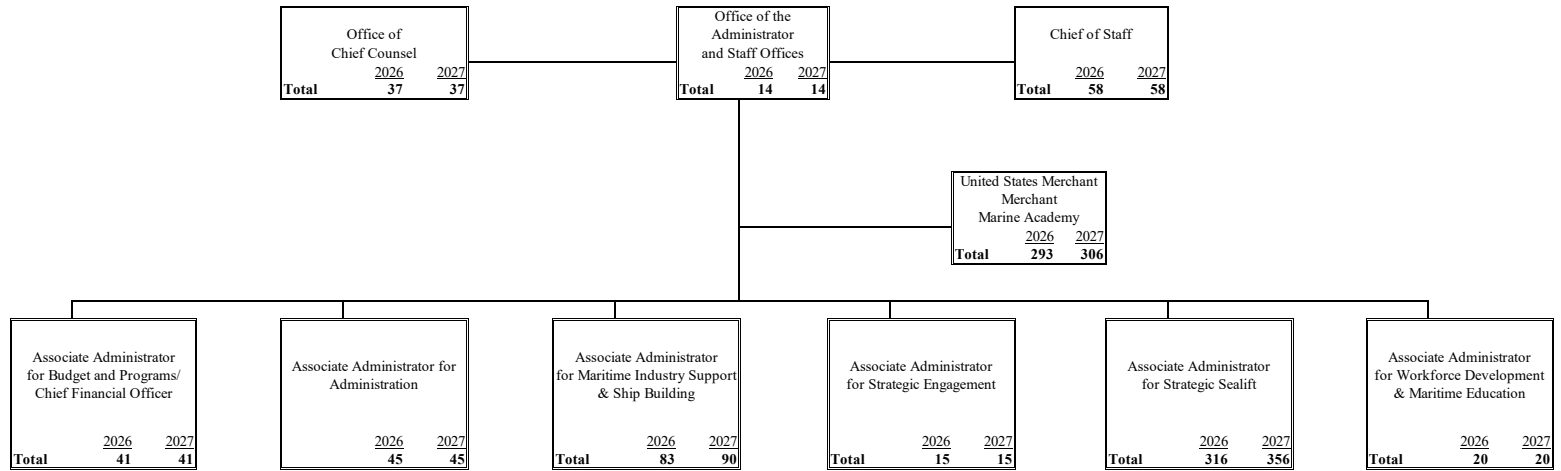 Office of
Chief Counsel
2026 2027
Total 37 37
Office of the
Administrator
and Staff Offices
2026 2027
Total 14 14
Chief of Staff
2026 2027
Total 58 58
United States Merchant
Merchant
Marine Academy
2026 2027
Total 293 306
Associate Administrator
for Budget and Programs/
Chief Financial Officer
2026 2027
Total 41 41
Associate Administrator for
Administration
2026 2027
45 45
Associate Administrator
for Maritime Industry Support
& Ship Building
2026 2027
Total 83 90
Associate Administrator
for Strategic Engagement
2026 2027
Total 15 15
Associate Administrator
for Strategic Sealift
2026 2027
Total 316 356
Associate Administrator
for Workforce Development
& Maritime Education
2026 2027
Total 20 20